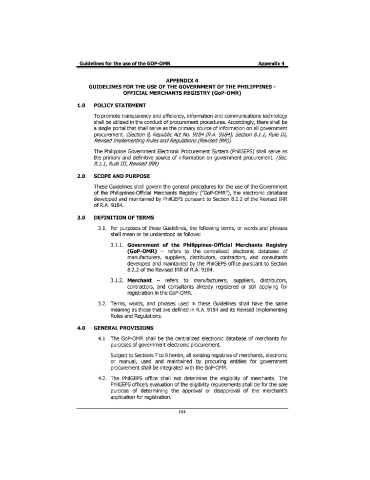 Guidelines for the use of the GOP-OMR Appendix 4
APPENDIX 4
GUIDELINES FOR THE USE OF THE GOVERNMENT OF THE PHILIPPINES -
OFFICIAL MERCHANTS REGISTRY (GoP-OMR)
1.0 POLICY STATEMENT
To promote transparency and efficiency, information and communications technology
shall be utilized in the conduct of procurement procedures. Accordingly, there shall be
a single portal that shall serve as the primary source of information on all government
procurement. (Section 8, Republic Act No. 9184 (R.A. 9184); Section 8.1.1, Rule III,
Revised Implementing Rules and Regulations (Revised IRR))
The Philippine Government Electronic Procurement System (PhilGEPS) shall serve as
the primary and definitive source of information on government procurement. (Sec.
8.1.1, Rule III, Revised IRR)
2.0 SCOPE AND PURPOSE
These Guidelines shall govern the general procedures for the use of the Government
of the Philippines-Official Merchants Registry ("GoP-OMR"), the electronic database
developed and maintained by PhilGEPS pursuant to Section 8.2.2 of the Revised IRR
of R.A. 9184.
3.0 DEFINITION OF TERMS
3.1. For purposes of these Guidelines, the following terms, or words and phrases
shall mean or be understood as follows:
3.1.1. Government of the Philippines-Official Merchants Registry
(GoP-OMR) – refers to the centralized electronic database of
manufacturers, suppliers, distributors, contractors, and consultants
developed and maintained by the PhilGEPS office pursuant to Section
8.2.2 of the Revised IRR of R.A. 9184.
3.1.2. Merchant – refers to manufacturers, suppliers, distributors,
contractors, and consultants already registered or still applying for
registration in the GoP-OMR.
3.2. Terms, words, and phrases used in these Guidelines shall have the same
meaning as those that are defined in R.A. 9184 and its Revised Implementing
Rules and Regulations.
4.0 GENERAL PROVISIONS
4.1 The GoP-OMR shall be the centralized electronic database of merchants for
purposes of government electronic procurement.
Subject to Sections 7 to 9 herein, all existing registries of merchants, electronic
or manual, used and maintained by procuring entities for government
procurement shall be integrated with the GoP-OMR.
4.2. The PhilGEPS office shall not determine the eligibility of merchants. The
PhilGEPS office's evaluation of the eligibility requirements shall be for the sole
purpose of determining the approval or disapproval of the merchant's
application for registration.
184